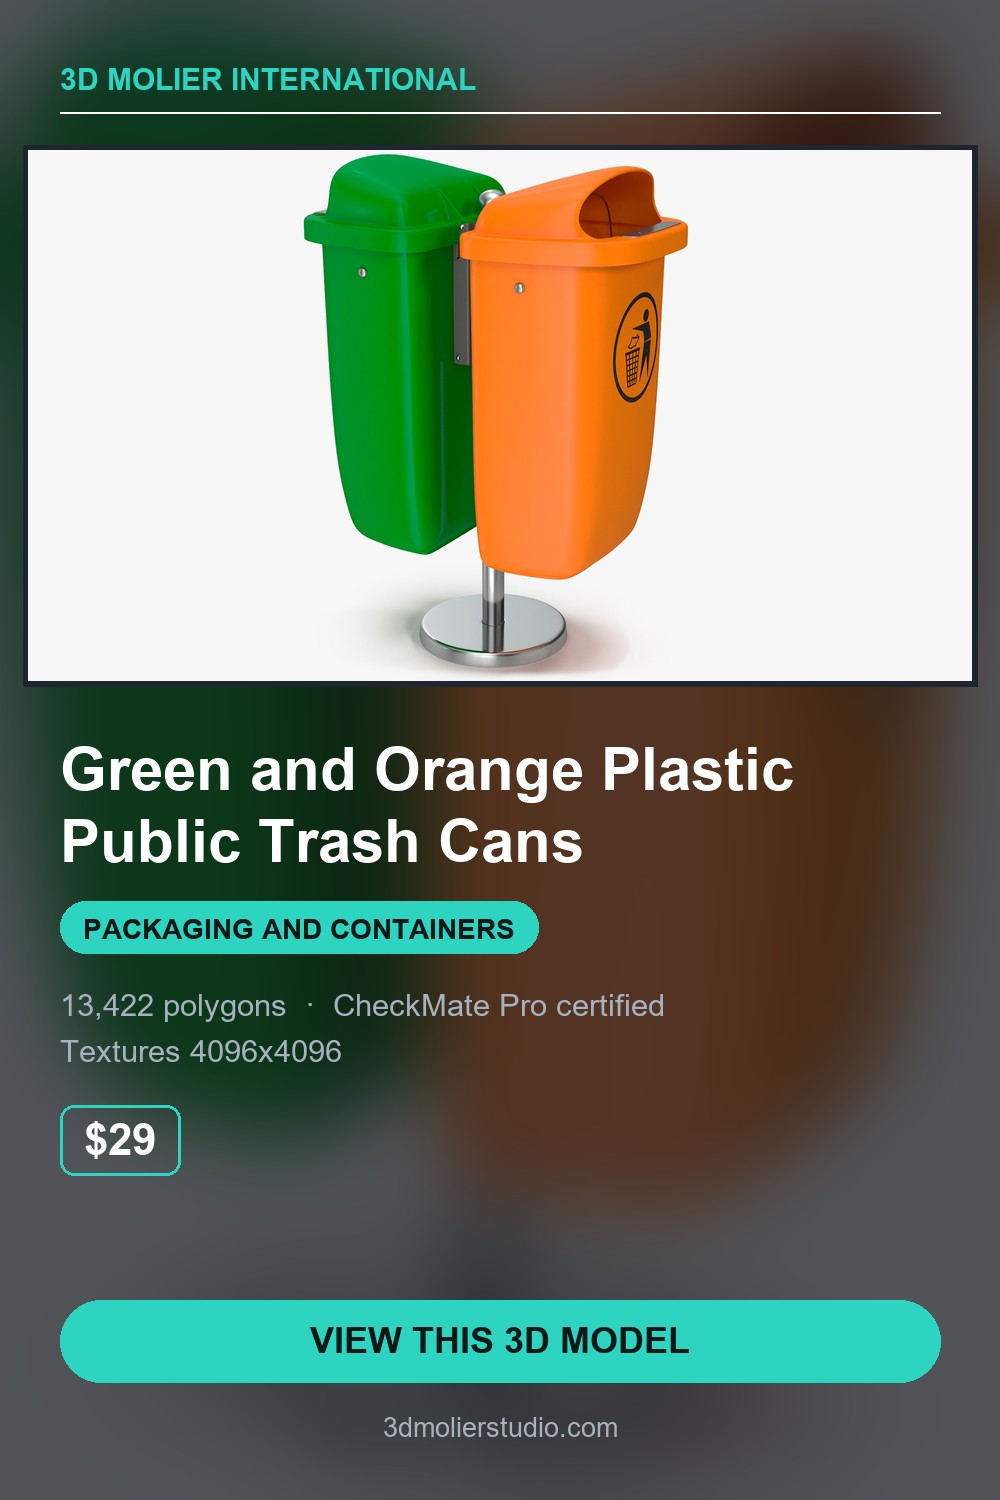 3D MOLIER INTERNATIONAL
Green and Orange Plastic
Public Trash Cans
PACKAGING AND CONTAINERS
13,422 polygons · CheckMate Pro certified
Textures 4096x4096
$29
VIEW THIS 3D MODEL
3dmolierstudio.com